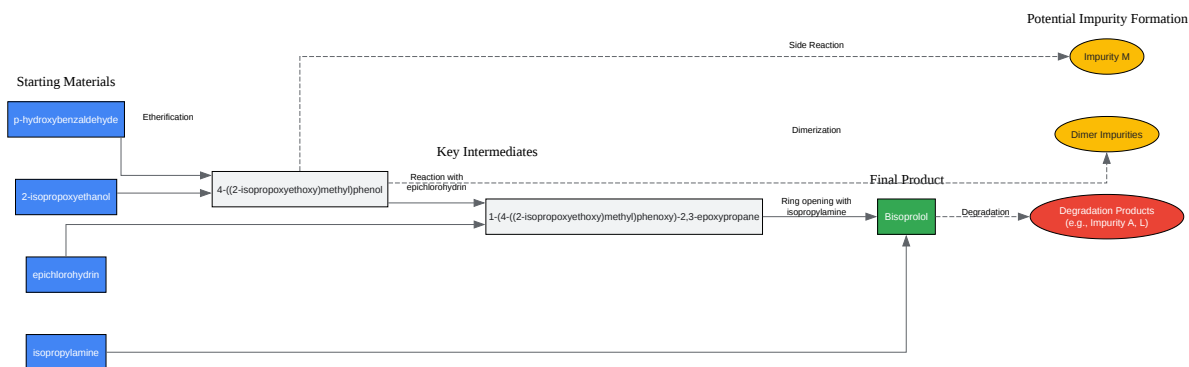 Potential Impurity Formation
Side Reaction
Impurity M
Starting Materials
p-hydroxybenzaldehyde
Etherification
Dimerization
Dimer Impurities
Key Intermediates
2-isopropoxyethanol
4-((2-isopropoxyethoxy)methyl)phenol
Reaction with
epichlorohydrin
Final Product
1-(4-((2-isopropoxyethoxy)methyl)phenoxy)-2,3-epoxypropane
Ring opening with
isopropylamine
Bisoprolol
Degradation
Degradation Products
(e.g., Impurity A, L)
epichlorohydrin
isopropylamine